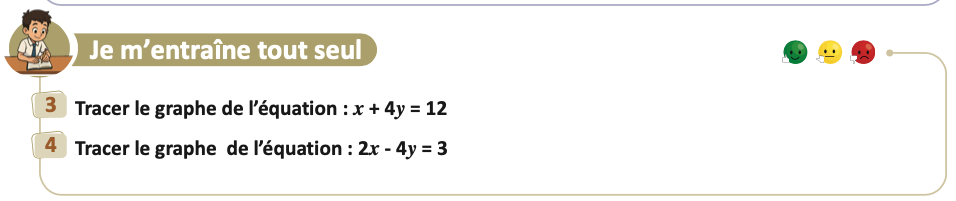 Je m’entraîne tout seul
3 Tracer le graphe de l’équation : x + 4y = 12
4 Tracer le graphe de l’équation : 2x - 4y = 3